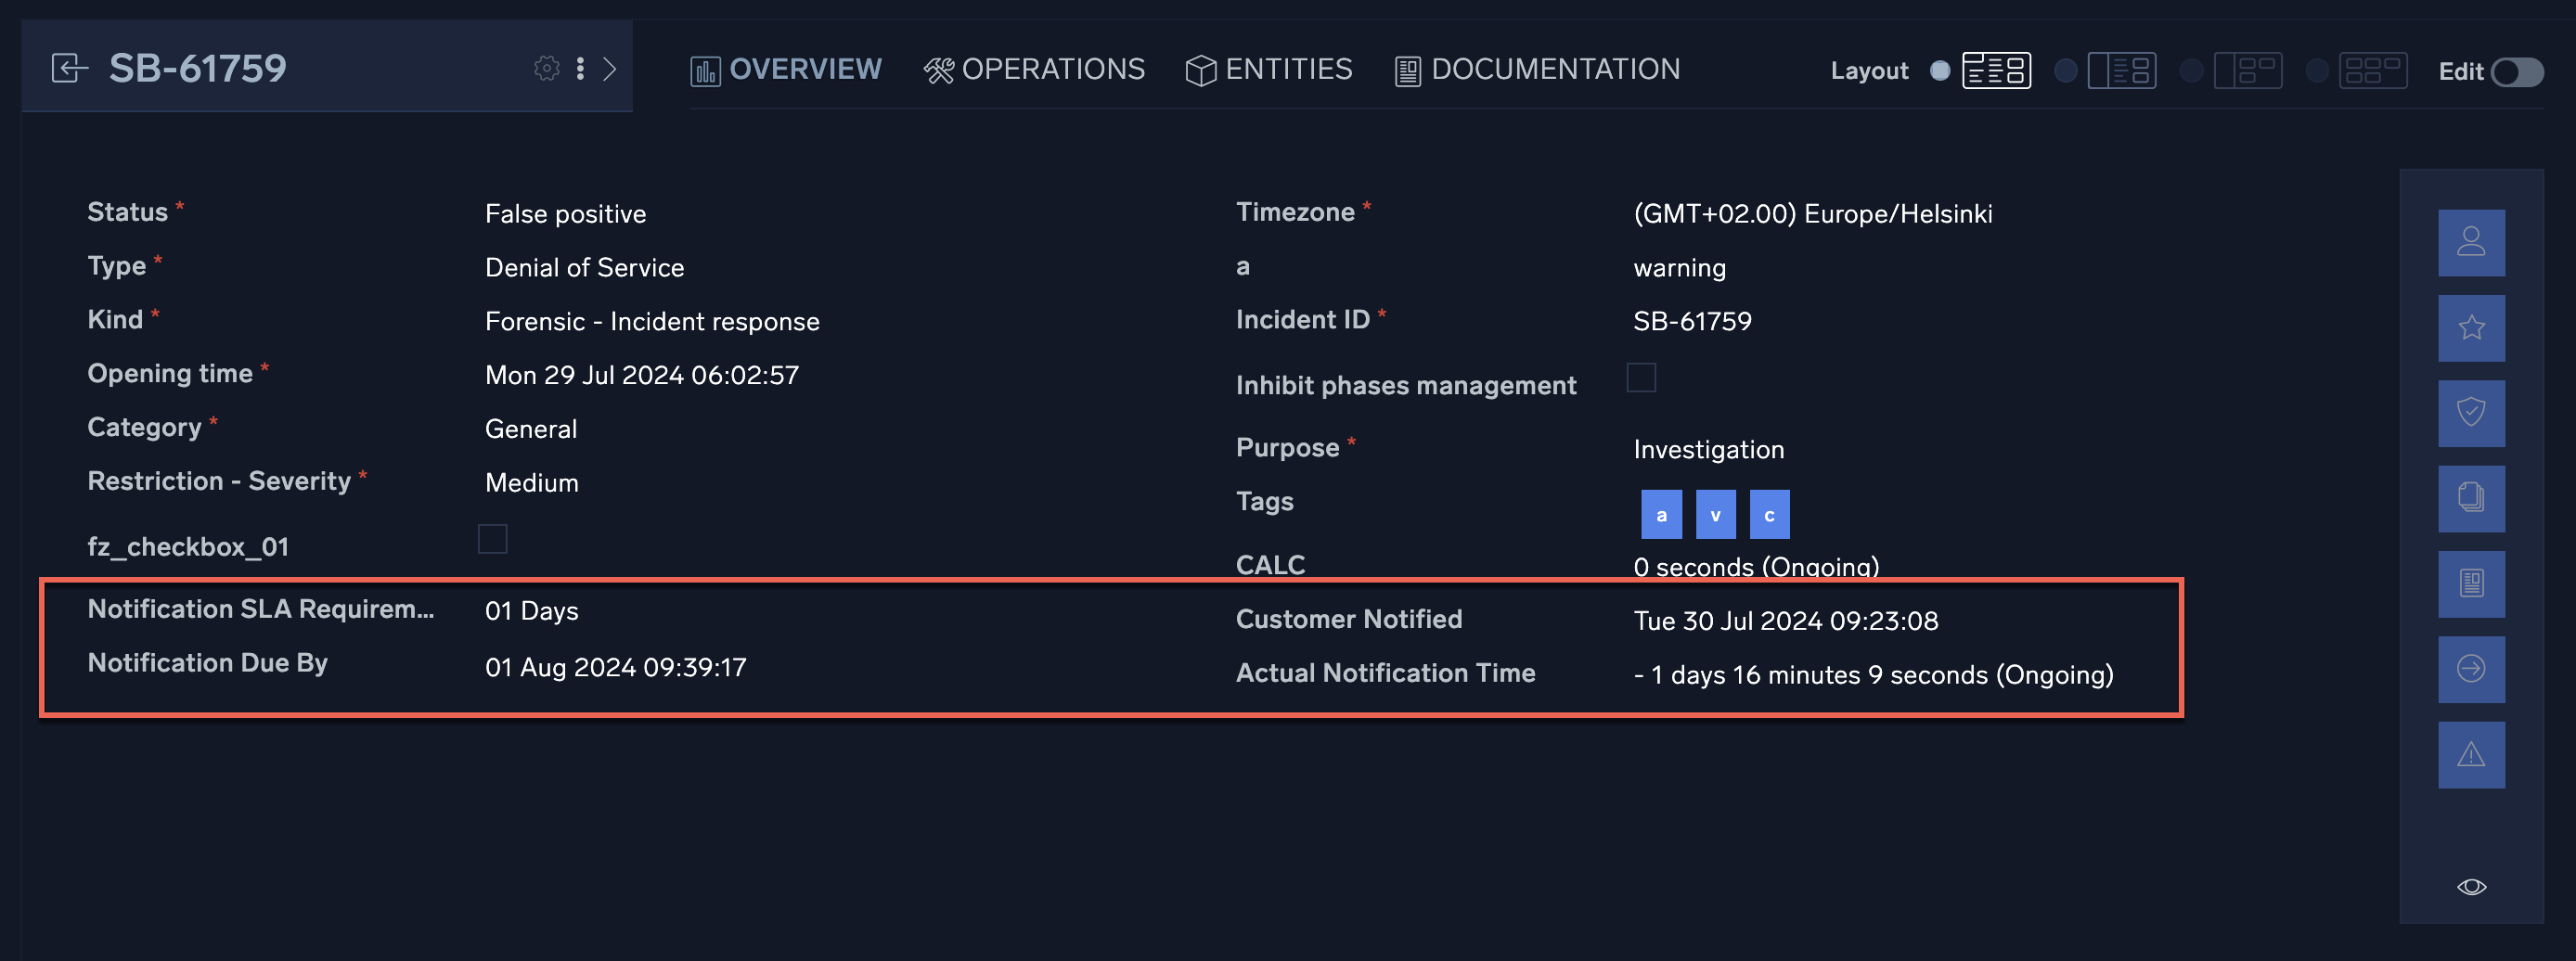 SB-61759
OVERVIEW OPERATIONS ENTITIES DOCUMENTATION Layout Edit
Status * False positive
Type * Denial of Service
Kind * Forensic - Incident response
Opening time * Mon 29 Jul 2024 06:02:57
Category * General
Restriction - Severity * Medium
fz_checkbox_01
Notification SLA Requirem... 01 Days
Notification Due By 01 Aug 2024 09:39:17
Timezone * (GMT+02.00) Europe/Helsinki
a warning
Incident ID * SB-61759
Inhibit phases management
Purpose * Investigation
Tags a v c
CALC 0 seconds (Ongoing)
Customer Notified Tue 30 Jul 2024 09:23:08
Actual Notification Time - 1 days 16 minutes 9 seconds (Ongoing)